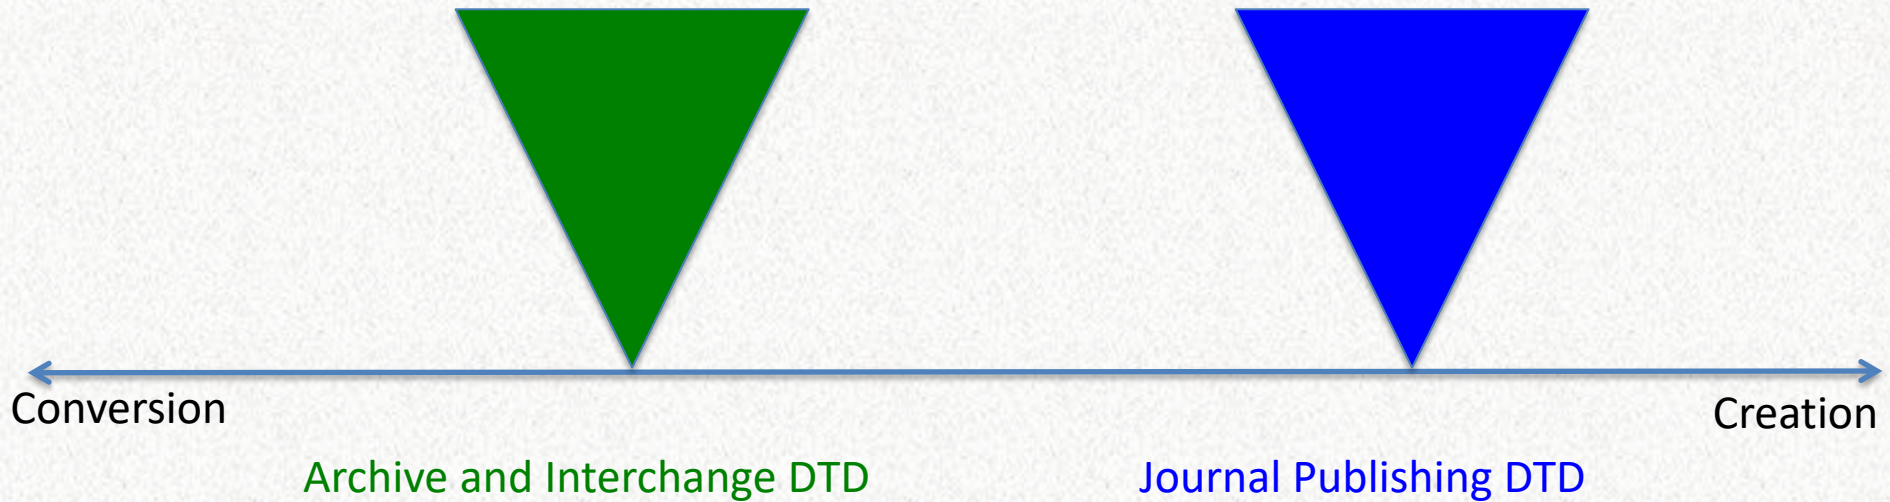 Conversion
Creation
Archive and Interchange DTD
Journal Publishing DTD